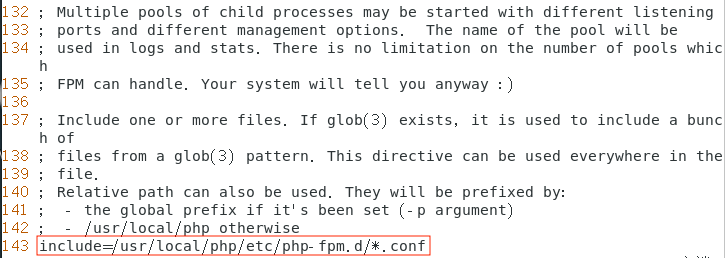 132 ; Multiple pools of child processes may be started with different listening
133 ; ports and different management options.  The name of the pool will be
134 ; used in logs and stats. There is no limitation on the number of pools whic
h
135 ; FPM can handle. Your system will tell you anyway :)
136
137 ; Include one or more files. If glob(3) exists, it is used to include a bunc
h of
138 ; files from a glob(3) pattern. This directive can be used everywhere in the
139 ; file.
140 ; Relative path can also be used. They will be prefixed by:
141 ;  - the global prefix if it's been set (-p argument)
142 ;  - /usr/local/php otherwise
143 include=/usr/local/php/etc/php-fpm.d/*.conf